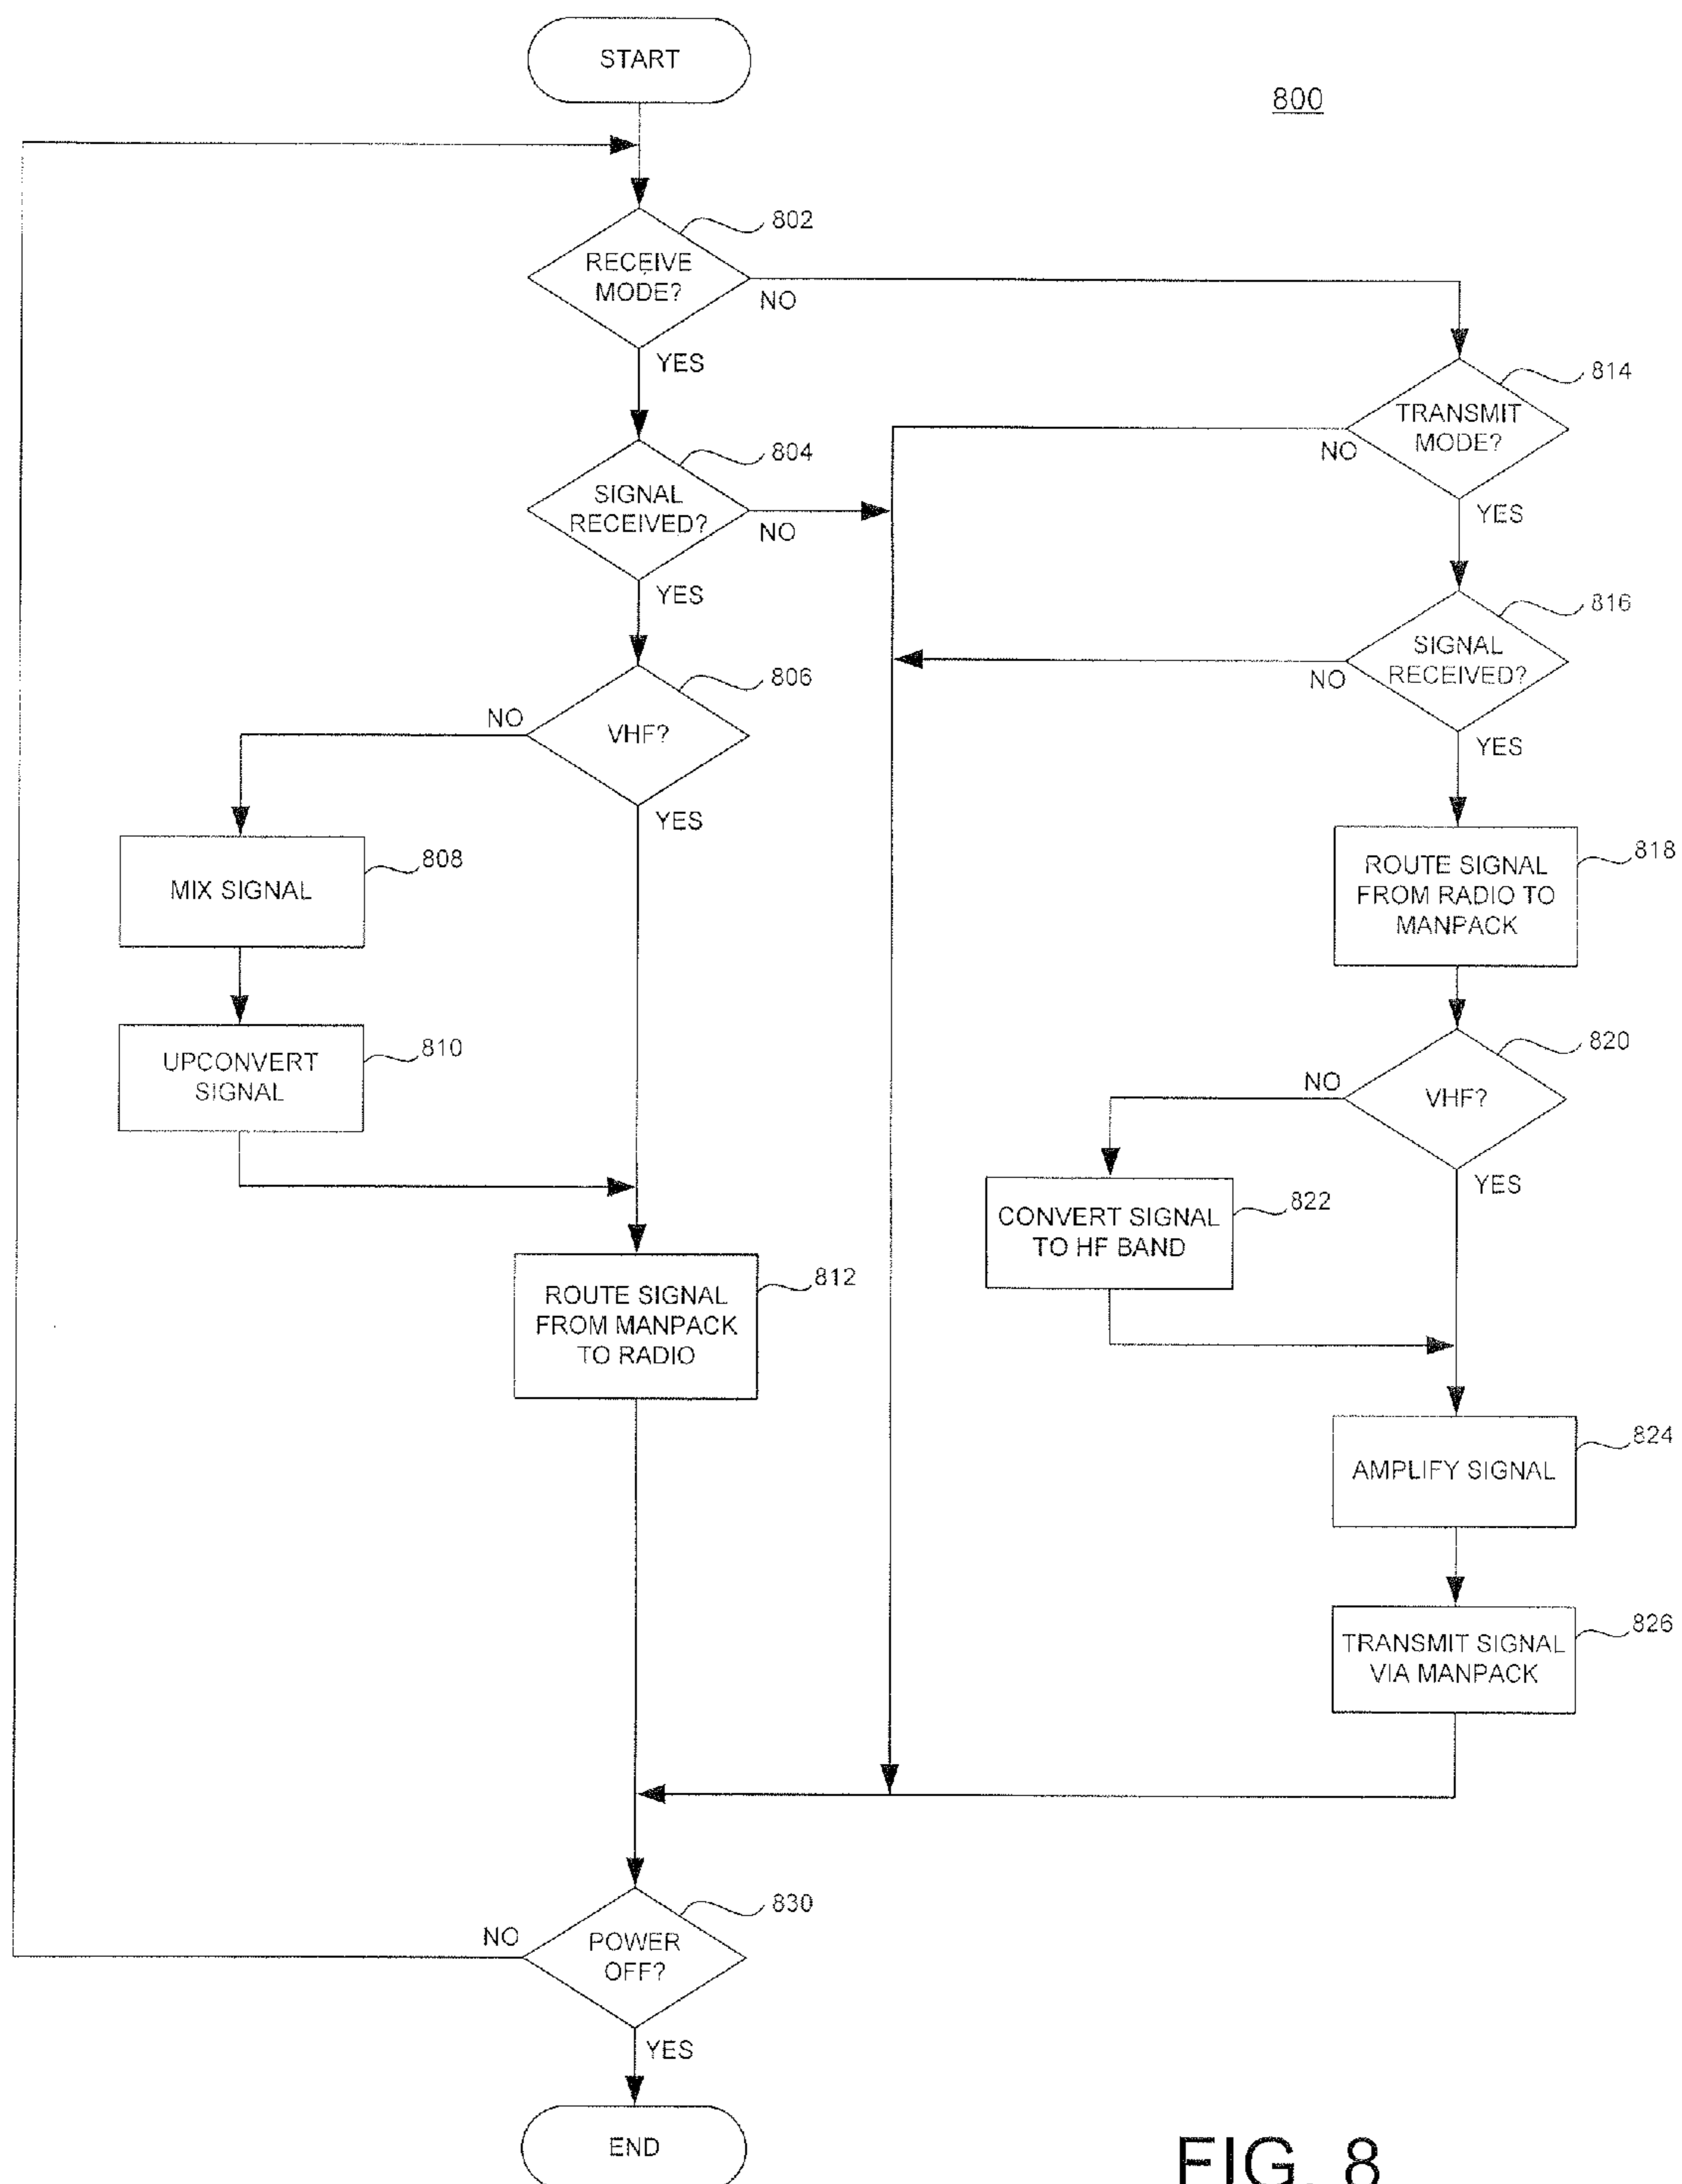 START
800
802
RECEIVE
MODE?
NO
YES
814
TRANSMIT
MODE?
NO
YES
804
SIGNAL
RECEIVED?
NO
YES
816
SIGNAL
RECEIVED?
NO
YES
806
VHF?
NO
YES
808
MIX SIGNAL
818
ROUTE SIGNAL
FROM RADIO TO
MANPACK
810
UPCONVERT
SIGNAL
820
VHF?
NO
YES
822
CONVERT SIGNAL
TO HF BAND
812
ROUTE SIGNAL
FROM MANPACK
TO RADIO
824
AMPLIFY SIGNAL
826
TRANSMIT SIGNAL
VIA MANPACK
830
POWER
OFF?
NO
YES
END
FIG. 8